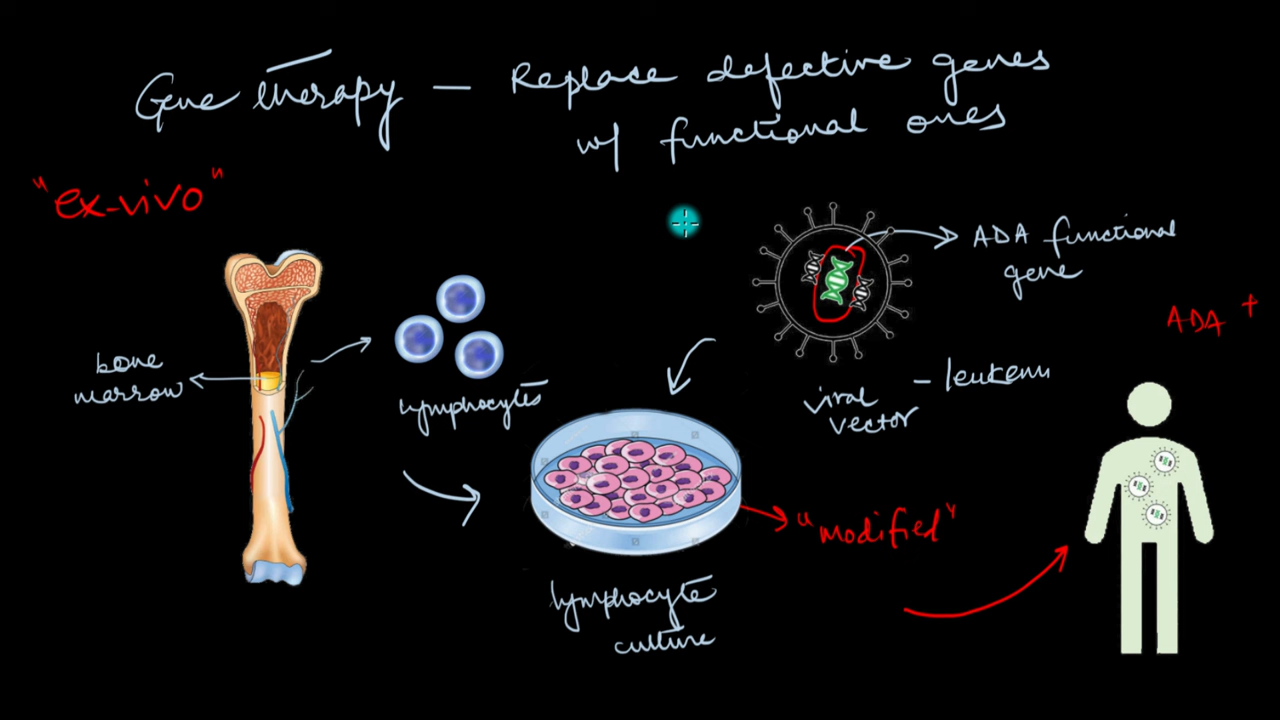 Gene therapy — Replace defective genes
w/ functional ones
"ex-vivo"
ADA functional
gene
ADA +
bone
marrow
lymphocytes
viral
vector
- leukemi
"modified"
lymphocyte
culture